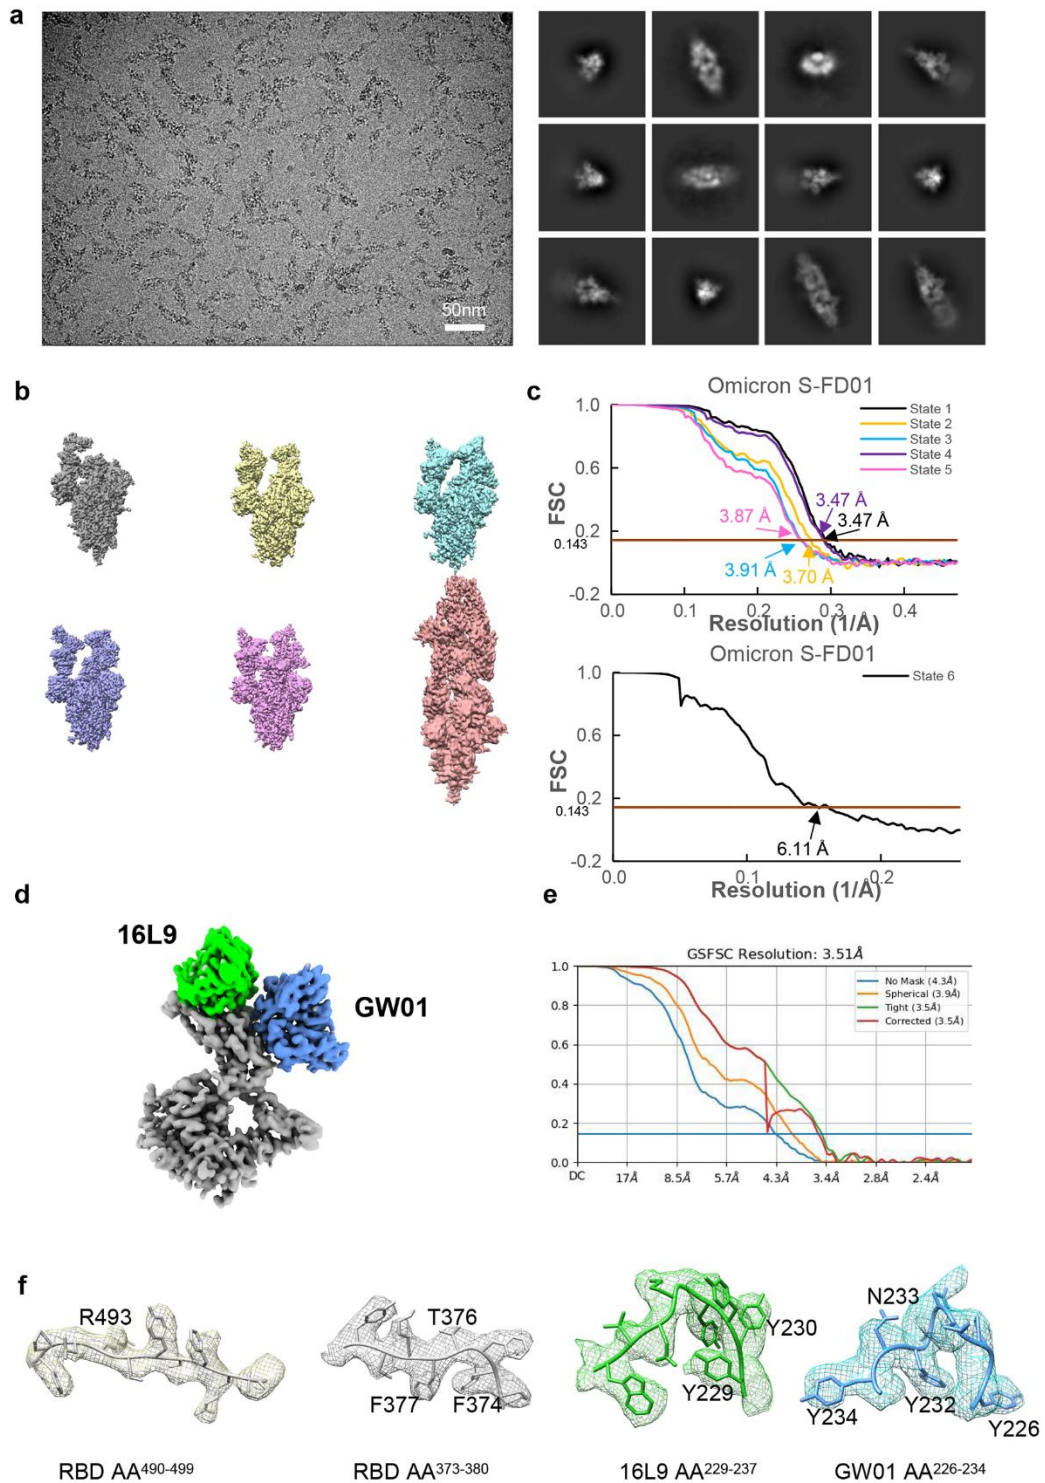 a
50nm
b
c
Omicron S-FD01
1.0
0.6
0.2
0.143
-0.2
FSC
State 1
State 2
State 3
State 4
State 5
3.47 Å
3.87 Å
3.47 Å
3.91 Å
3.70 Å
0.0 0.1 0.2 0.3 0.4
Resolution (1/Å)
Omicron S-FD01
1.0
0.6
0.2
0.143
-0.2
FSC
State 6
6.11 Å
0.0 0.1 0.2
Resolution (1/Å)
d
16L9
GW01
e
GSFSC Resolution: 3.51Å
1.0
0.8
0.6
0.4
0.2
0.0
No Mask (4.3Å)
Spherical (3.9Å)
Tight (3.5Å)
Corrected (3.5Å)
DC 17Å 8.5Å 5.7Å 4.3Å 3.4Å 2.8Å 2.4Å
f
R493
RBD AA490-499
T376
F377 F374
RBD AA373-380
Y230
Y229
16L9 AA229-237
N233
Y234 Y232 Y226
GW01 AA226-234